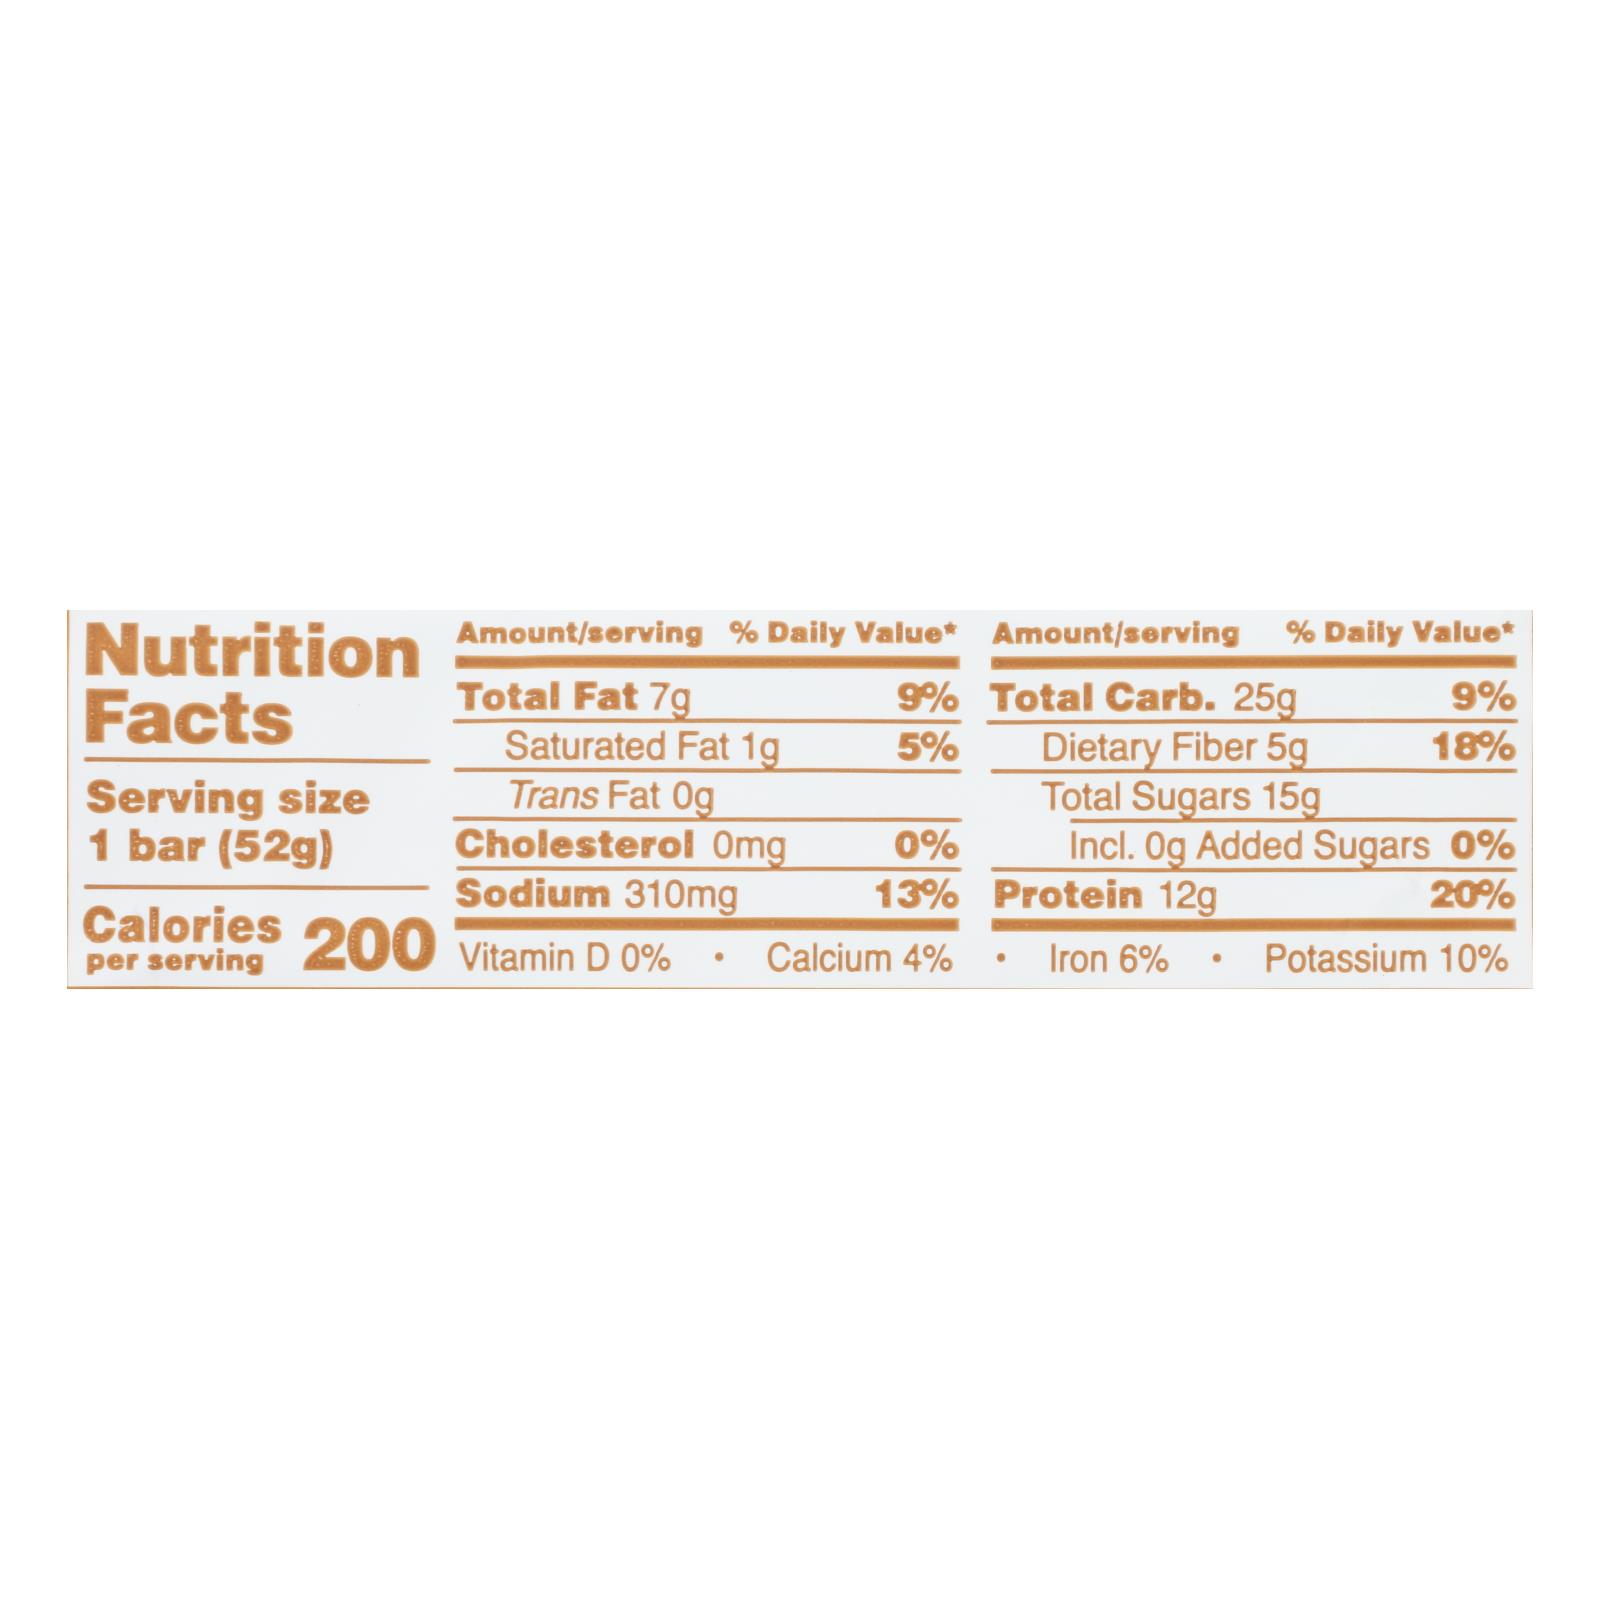 Nutrition
Facts
Serving size
1 bar (52g)
Calories
per serving
200
Amount/serving % Daily Value*
Total Fat 7g 9%
Saturated Fat 1g 5%
Trans Fat 0g
Cholesterol 0mg 0%
Sodium 310mg 13%
Amount/serving % Daily Value*
Total Carb. 25g 9%
Dietary Fiber 5g 18%
Total Sugars 15g
Incl. 0g Added Sugars 0%
Protein 12g 20%
Vitamin D 0% • Calcium 4% • Iron 6% • Potassium 10%